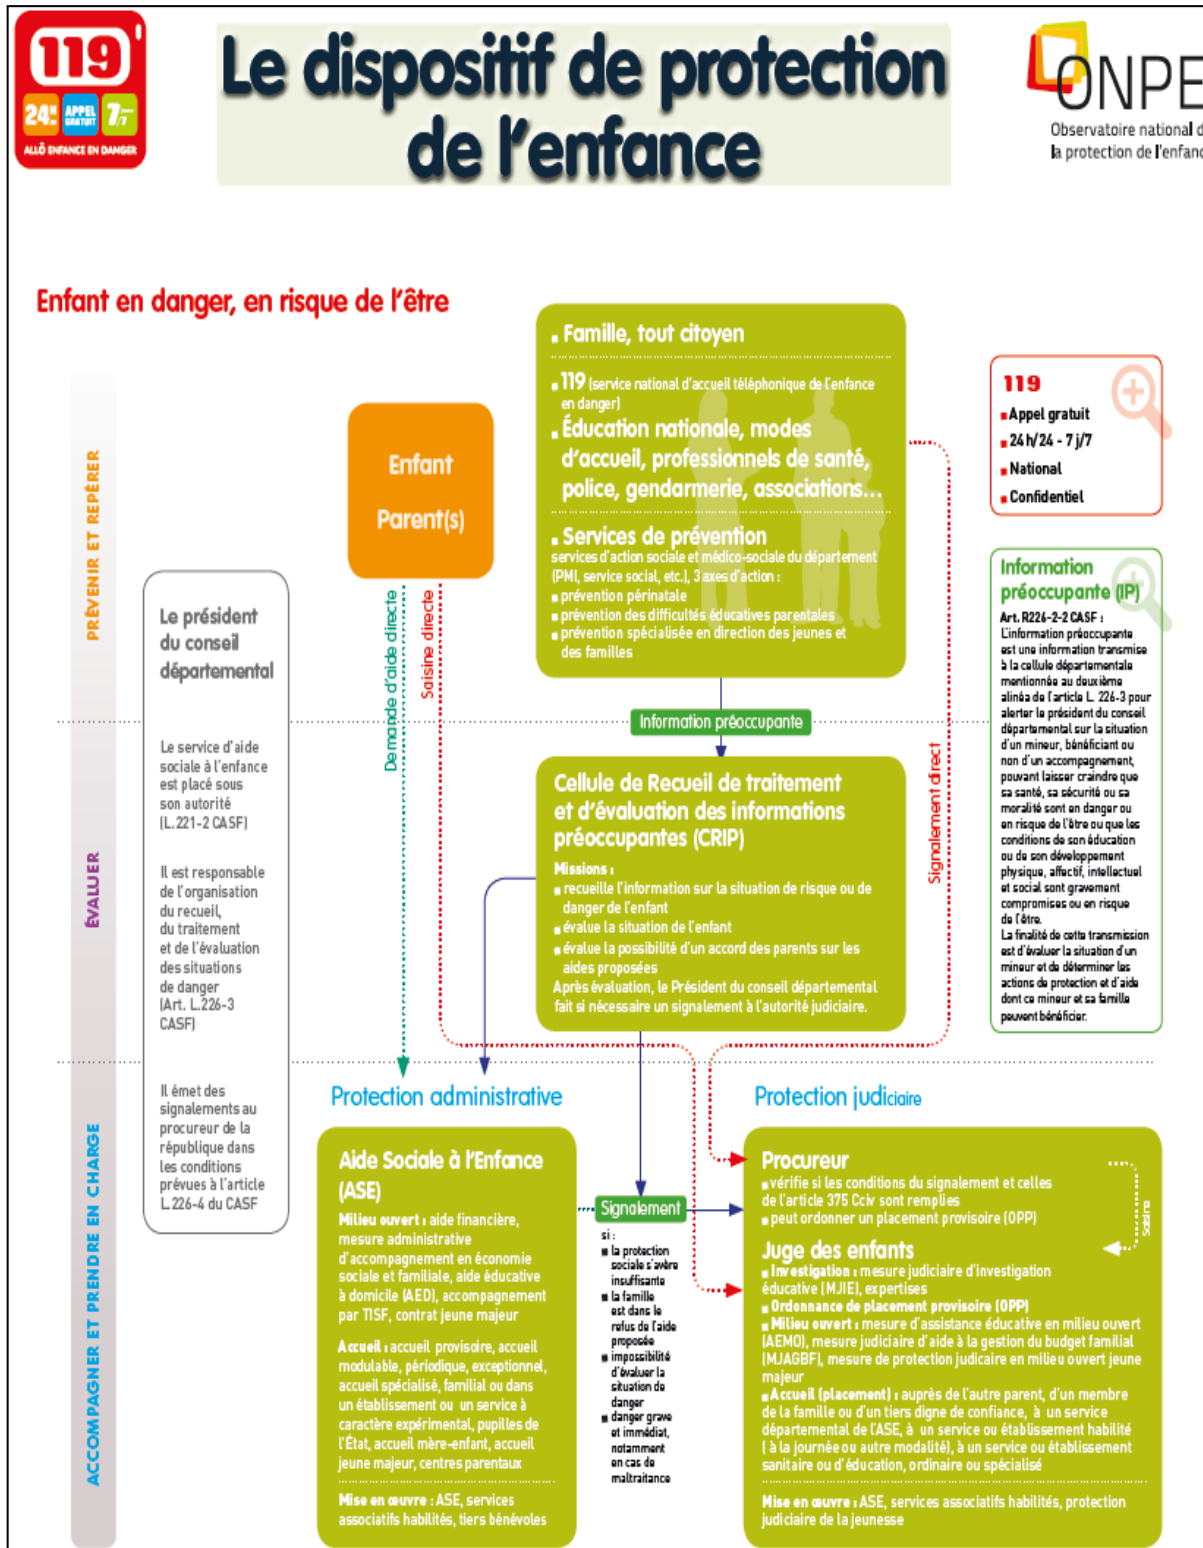 119
24H
APPEL
GRATUIT
7jours
/7
ALLÔ ENFANCE EN DANGER
Le dispositif de protection
de l'enfance
ONPE
Observatoire national d
la protection de l'enfanc
Enfant en danger, en risque de l'être
PRÉVENIR ET REPÉRER
ÉVALUER
ACCOMPAGNER ET PRENDRE EN CHARGE
Le président
du conseil
départemental
Le service d'aide
sociale à l'enfance
est placé sous
son autorité
(L.221-2 CASF)
Il est responsable
de l'organisation
du recueil,
du traitement
et de l'évaluation
des situations
de danger
(Art. L.226-3
CASF)
Il émet des
signalements au
procureur de la
république dans
les conditions
prévues à l'article
L.226-4 du CASF
Enfant
Parent(s)
Demande d'aide directe
Saisine directe
▪ Famille, tout citoyen
▪ 119 (service national d'accueil téléphonique de l'enfance
en danger)
▪ Éducation nationale, modes
d'accueil, professionnels de santé,
police, gendarmerie, associations...
▪ Services de prévention
services d'action sociale et médico-sociale du département
(PMI, service social, etc.), 3 axes d'action :
▪ prévention périnatale
▪ prévention des difficultés éducatives parentales
▪ prévention spécialisée en direction des jeunes et
des familles
Information préoccupante
Cellule de Recueil de traitement
et d'évaluation des informations
préoccupantes (CRIP)
Missions :
▪ recueille l'information sur la situation de risque ou de
danger de l'enfant
▪ évalue la situation de l'enfant
▪ évalue la possibilité d'un accord des parents sur les
aides proposées
Après évaluation, le Président du conseil départemental
fait si nécessaire un signalement à l'autorité judiciaire.
Signalement direct
119
▪ Appel gratuit
▪ 24h/24 - 7 j/7
▪ National
▪ Confidentiel
Information
préoccupante (IP)
Art. R226-2-2 CASF :
L'information préoccupante
est une information transmise
à la cellule départementale
mentionnée au deuxième
alinéa de l'article L. 226-3 pour
alerter le président du conseil
départemental sur la situation
d'un mineur, bénéficiant ou
non d'un accompagnement,
pouvant laisser craindre que
sa santé, sa sécurité ou sa
moralité sont en danger ou
en risque de l'être ou que les
conditions de son éducation
ou de son développement
physique, affectif, intellectuel
et social sont gravement
compromises ou en risque
de l'être.
La finalité de cette transmission
est d'évaluer la situation d'un
mineur et de déterminer les
actions de protection et d'aide
dont ce mineur et sa famille
peuvent bénéficier.
Protection administrative
Aide Sociale à l'Enfance
(ASE)
Milieu ouvert : aide financière,
mesure administrative
d'accompagnement en économie
sociale et familiale, aide éducative
à domicile (AED), accompagnement
par TISF, contrat jeune majeur
Accueil : accueil provisoire, accueil
modulable, périodique, exceptionnel,
accueil spécialisé, familial ou dans
un établissement ou un service à
caractère expérimental, pupilles de
l'État, accueil mère-enfant, accueil
jeune majeur, centres parentaux
Mise en œuvre : ASE, services
associatifs habilités, tiers bénévoles
Signalement
si :
▪ la protection
sociale s'avère
insuffisante
▪ la famille
est dans le
refus de l'aide
proposée
▪ impossibilité
d'évaluer la
situation de
danger
▪ danger grave
et immédiat,
notamment
en cas de
maltraitance
Protection judiciaire
Procureur
▪ vérifie si les conditions du signalement et celles
de l'article 375 Cciv sont remplies
▪ peut ordonner un placement provisoire (OPP)
Saisine
Juge des enfants
▪ Investigation : mesure judiciaire d'investigation
éducative (MJIE), expertises
▪ Ordonnance de placement provisoire (OPP)
▪ Milieu ouvert : mesure d'assistance éducative en milieu ouvert
(AEMO), mesure judiciaire d'aide à la gestion du budget familial
(MJAGBF), mesure de protection judicaire en milieu ouvert jeune
majeur
▪ Accueil (placement) : auprès de l'autre parent, d'un membre
de la famille ou d'un tiers digne de confiance, à un service
départemental de l'ASE, à un service ou établissement habilité
( à la journée ou autre modalité), à un service ou établissement
sanitaire ou d'éducation, ordinaire ou spécialisé
Mise en œuvre : ASE, services associatifs habilités, protection
judiciaire de la jeunesse